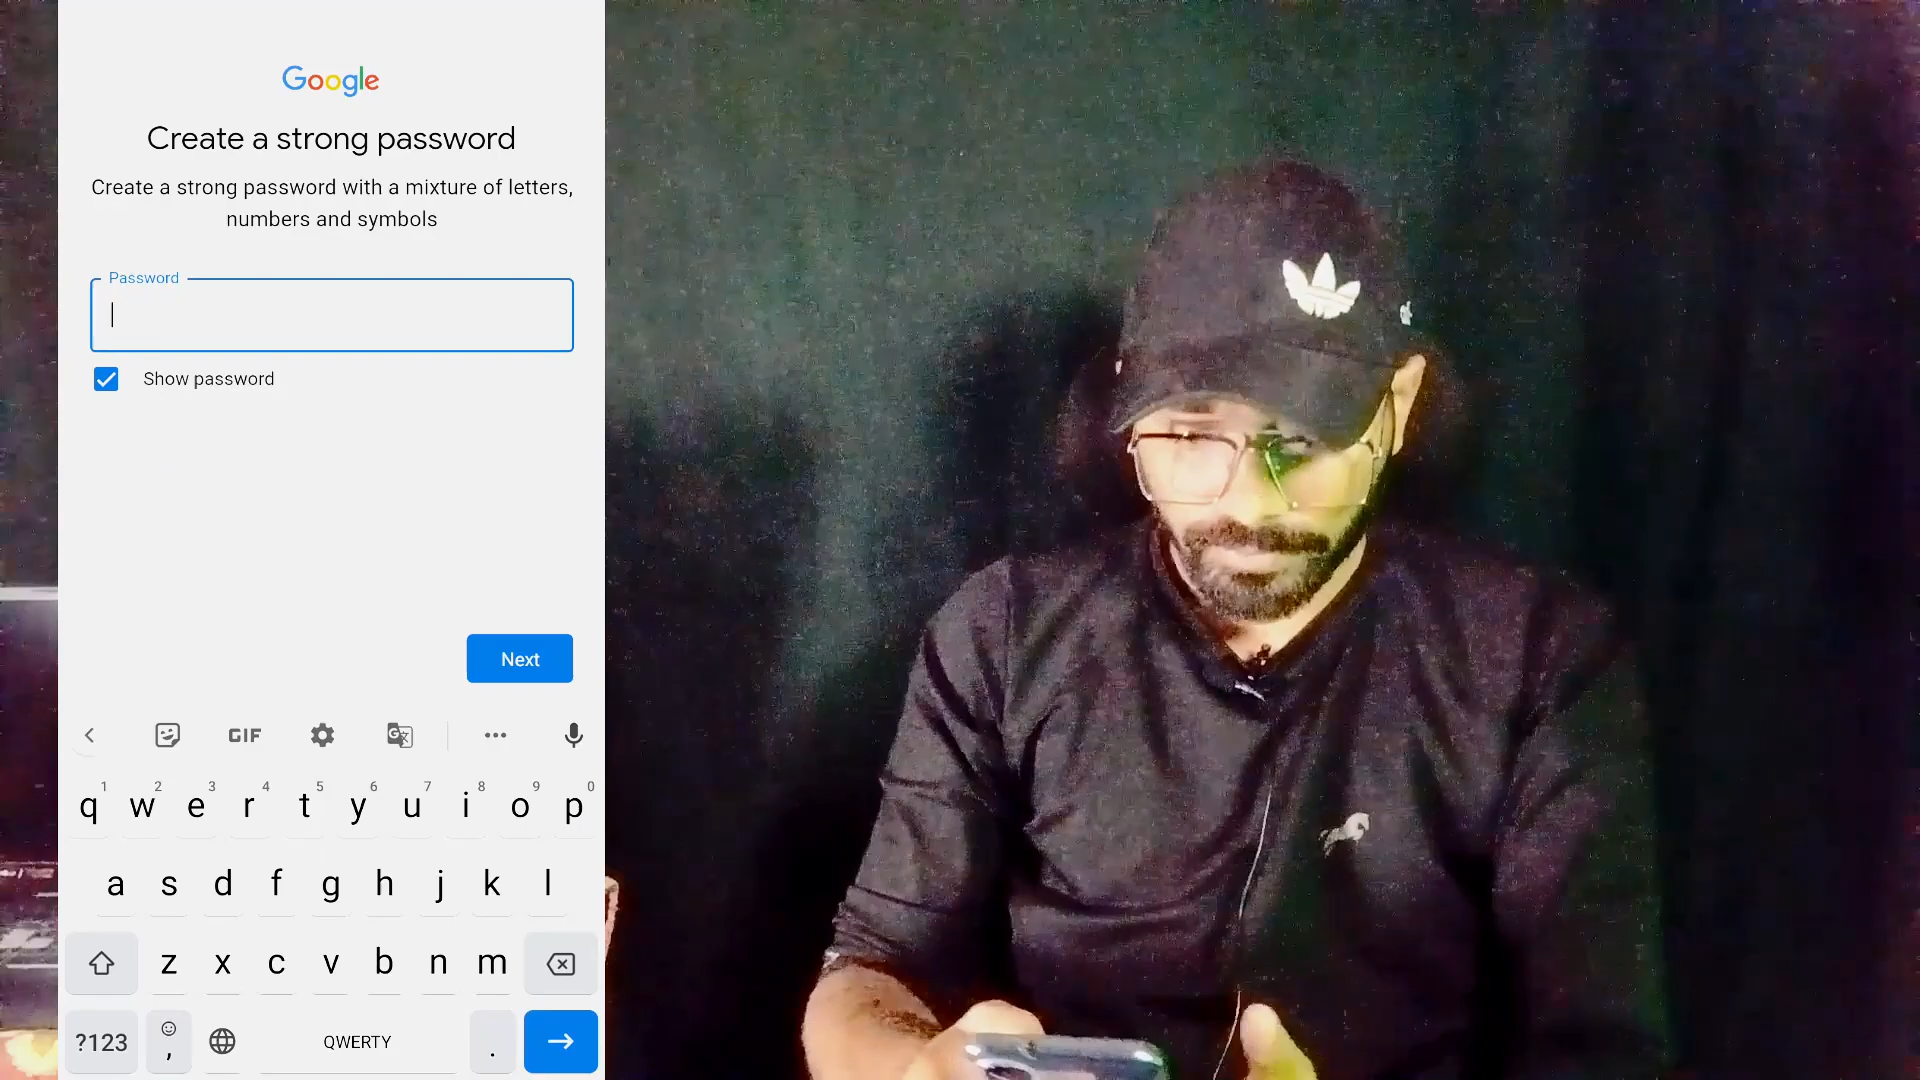 Google
Create a strong password
Create a strong password with a mixture of letters,
numbers and symbols
Password
Show password
Next
GIF
1 2 3 4 5 6 7 8 9 0
q w e r t y u i o p
a s d f g h j k l
z x c v b n m
?123 , QWERTY .